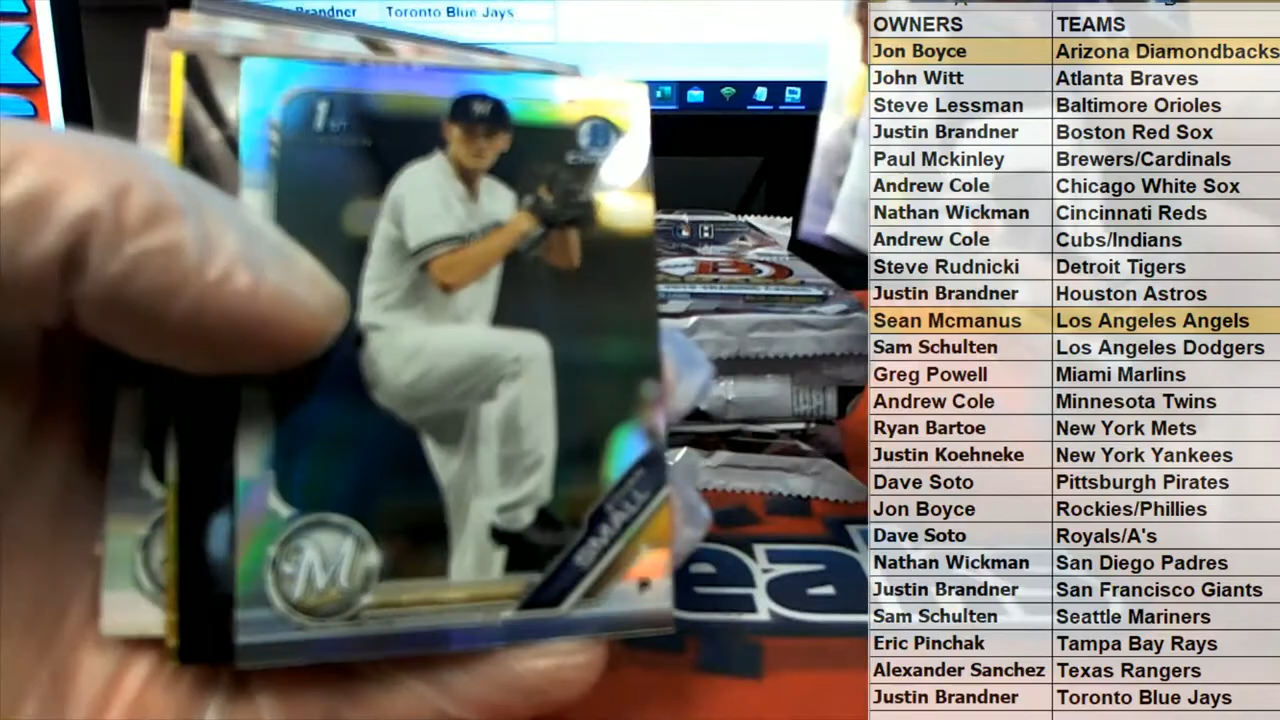 Brandner Toronto Blue Jays
1st
SMALL
M
eal
OWNERS TEAMS
Jon Boyce Arizona Diamondbacks
John Witt Atlanta Braves
Steve Lessman Baltimore Orioles
Justin Brandner Boston Red Sox
Paul Mckinley Brewers/Cardinals
Andrew Cole Chicago White Sox
Nathan Wickman Cincinnati Reds
Andrew Cole Cubs/Indians
Steve Rudnicki Detroit Tigers
Justin Brandner Houston Astros
Sean Mcmanus Los Angeles Angels
Sam Schulten Los Angeles Dodgers
Greg Powell Miami Marlins
Andrew Cole Minnesota Twins
Ryan Bartoe New York Mets
Justin Koehneke New York Yankees
Dave Soto Pittsburgh Pirates
Jon Boyce Rockies/Phillies
Dave Soto Royals/A's
Nathan Wickman San Diego Padres
Justin Brandner San Francisco Giants
Sam Schulten Seattle Mariners
Eric Pinchak Tampa Bay Rays
Alexander Sanchez Texas Rangers
Justin Brandner Toronto Blue Jays